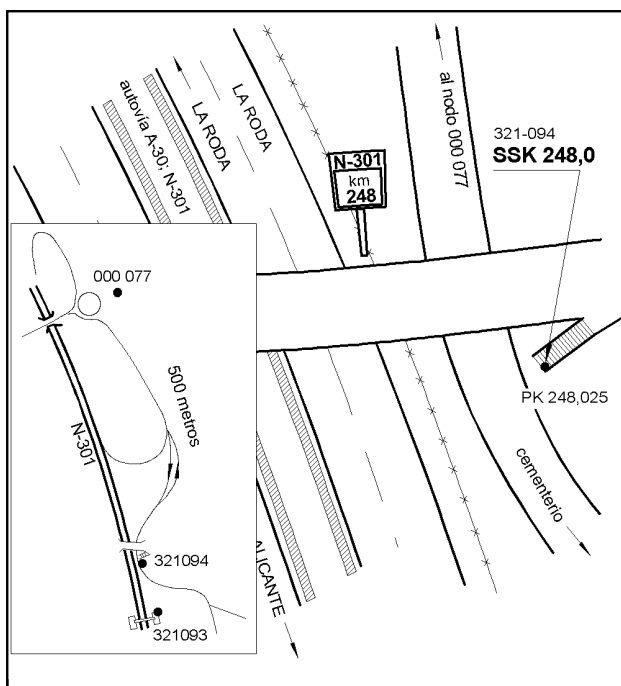 autovía A-30; N-301
LA RODA
LA RODA
N-301
km
248
al nodo 000 077
321-094
SSK 248,0
PK 248,025
cementerio
ALICANTE
000 077
500 metros
N-301
321094
321093